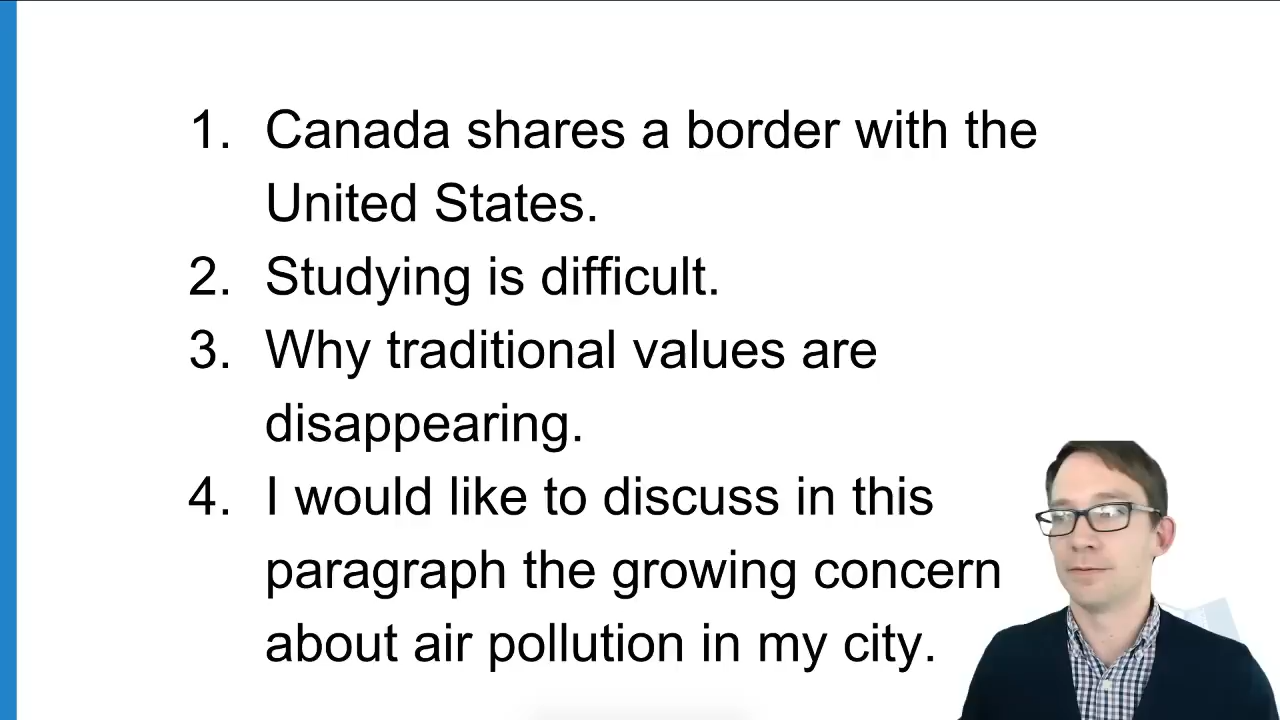 1. Canada shares a border with the
United States.
2. Studying is difficult.
3. Why traditional values are
disappearing.
4. I would like to discuss in this
paragraph the growing concern
about air pollution in my city.